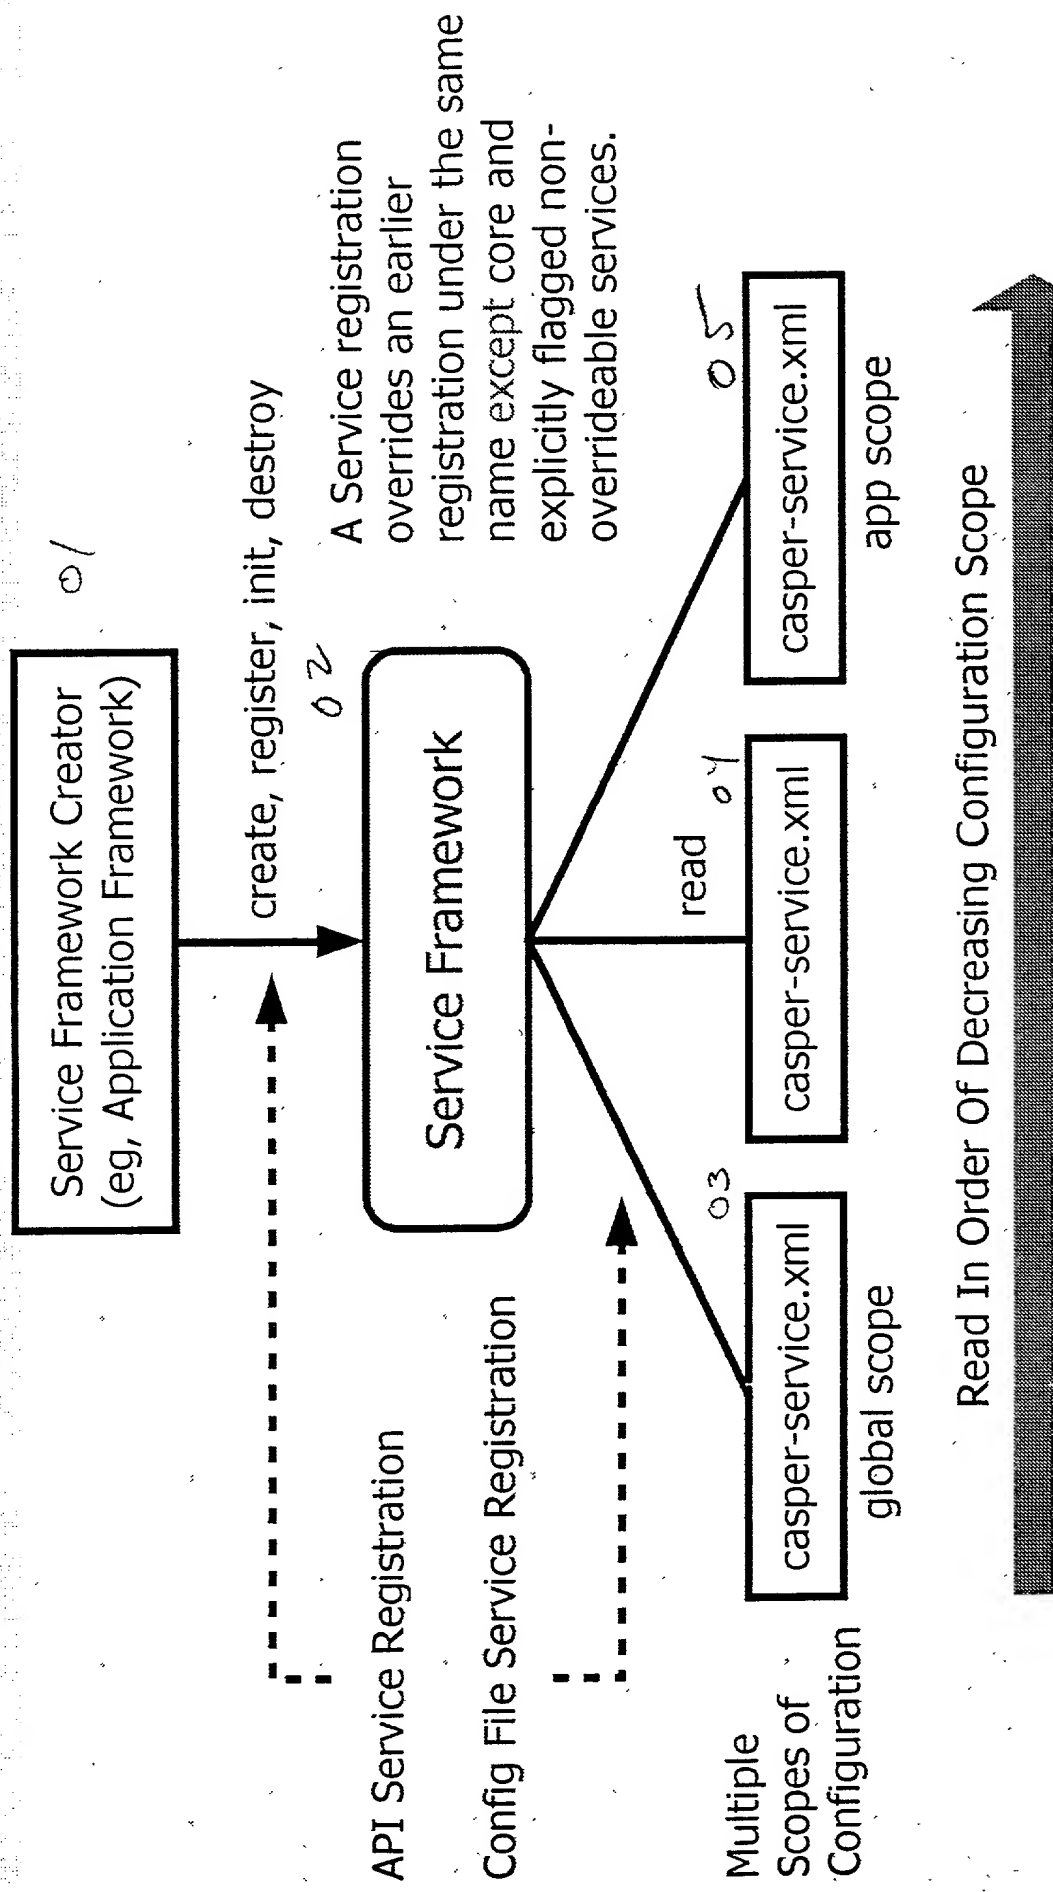 Service Framework Creator
(eg, Application Framework)
01
create, register, init, destroy
02
Service Framework
A Service registration
overrides an earlier
registration under the same
name except core and
explicitly flagged non-
overrideable services.
API Service Registration
Config File Service Registration
read
03
04
05
Multiple
Scopes of
Configuration
casper-service.xml
casper-service.xml
casper-service.xml
global scope
app scope
Read In Order Of Decreasing Configuration Scope